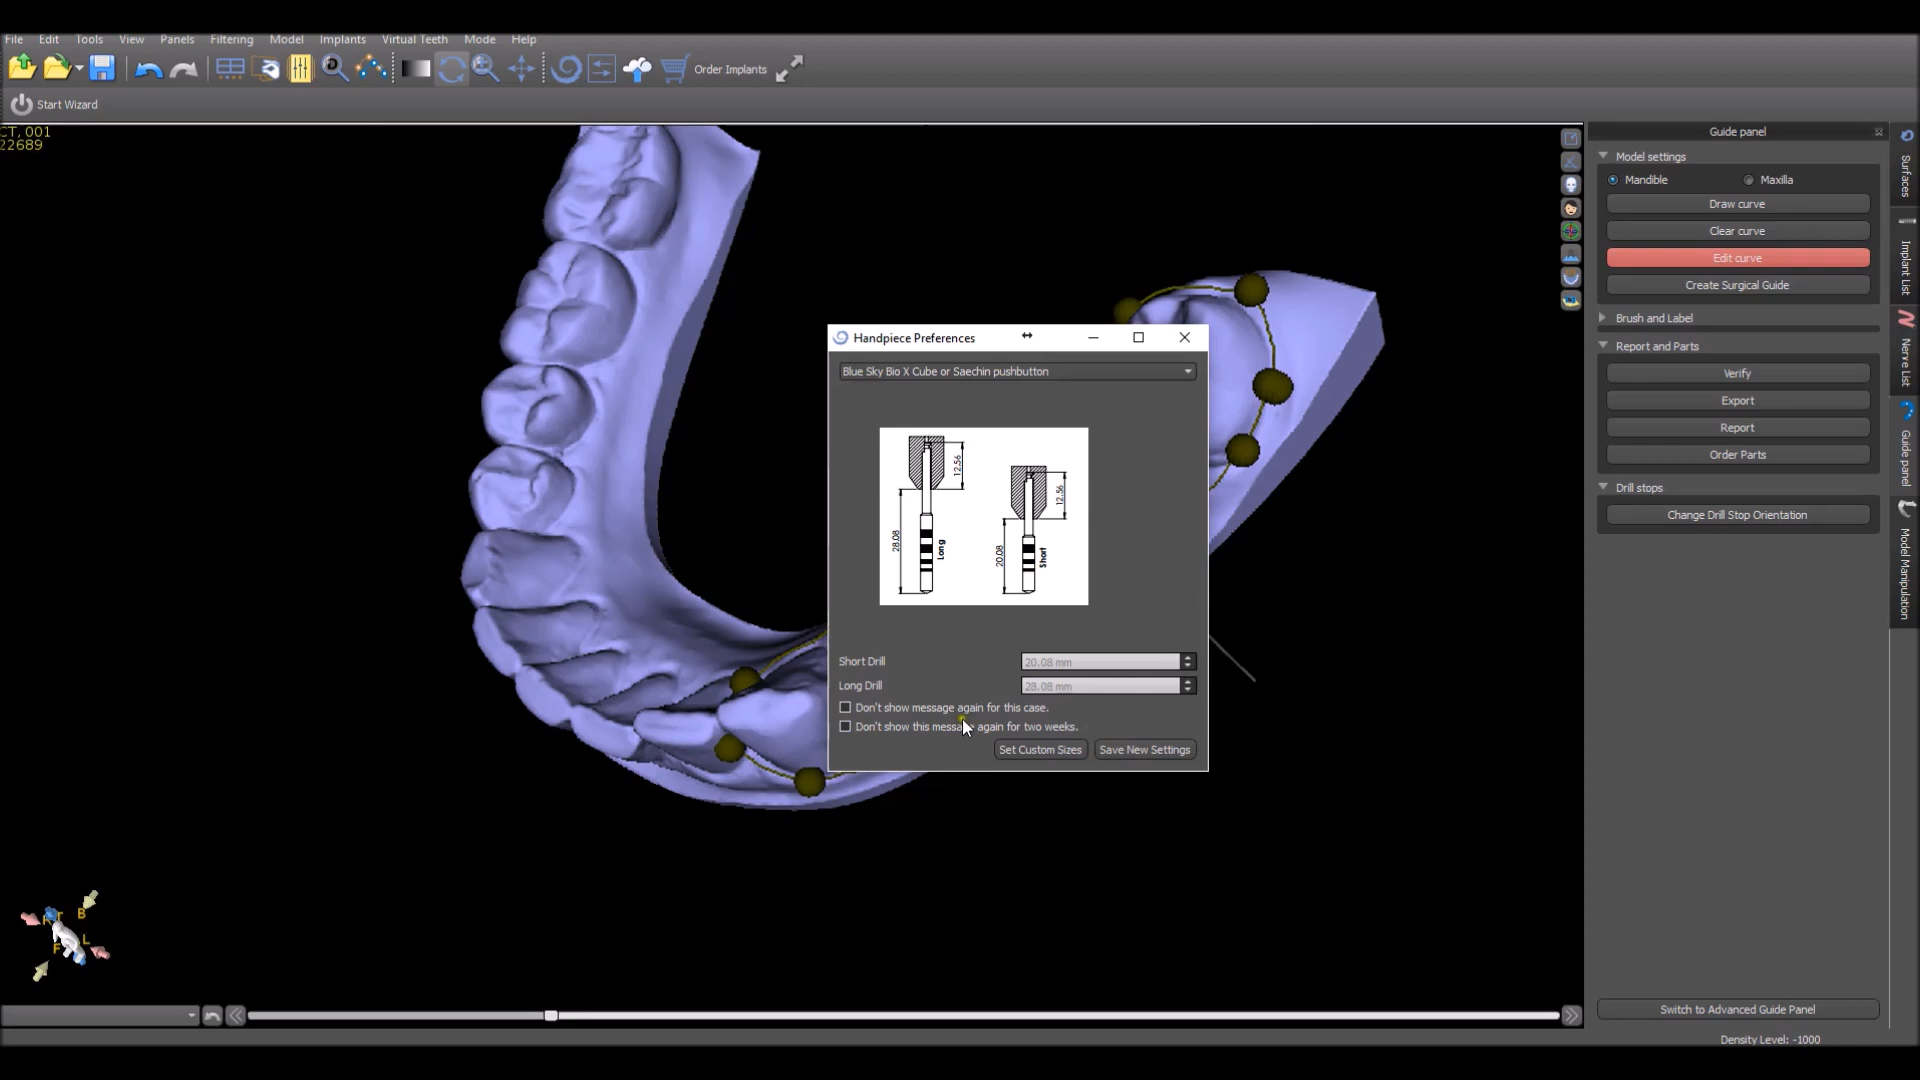 File Edit Tools View Panels Filtering Model Implants Virtual Teeth Mode Help
Order Implants
Start Wizard
CT, 001
22689
Guide panel
Model settings
Mandible Maxilla
Draw curve
Clear curve
Edit curve
Create Surgical Guide
Brush and Label
Report and Parts
Verify
Export
Report
Order Parts
Drill stops
Change Drill Stop Orientation
Surfaces
Implant List
Nerve List
Guide panel
Model Manipulation
Handpiece Preferences
Blue Sky Bio X Cube or Saechin pushbutton
12.56
12.56
28.08
Long
20.08
Short
Short Drill 20.08 mm
Long Drill 28.08 mm
Don't show message again for this case.
Don't show this message again for two weeks.
Set Custom Sizes Save New Settings
B
L
F
Switch to Advanced Guide Panel
Density Level: -1000